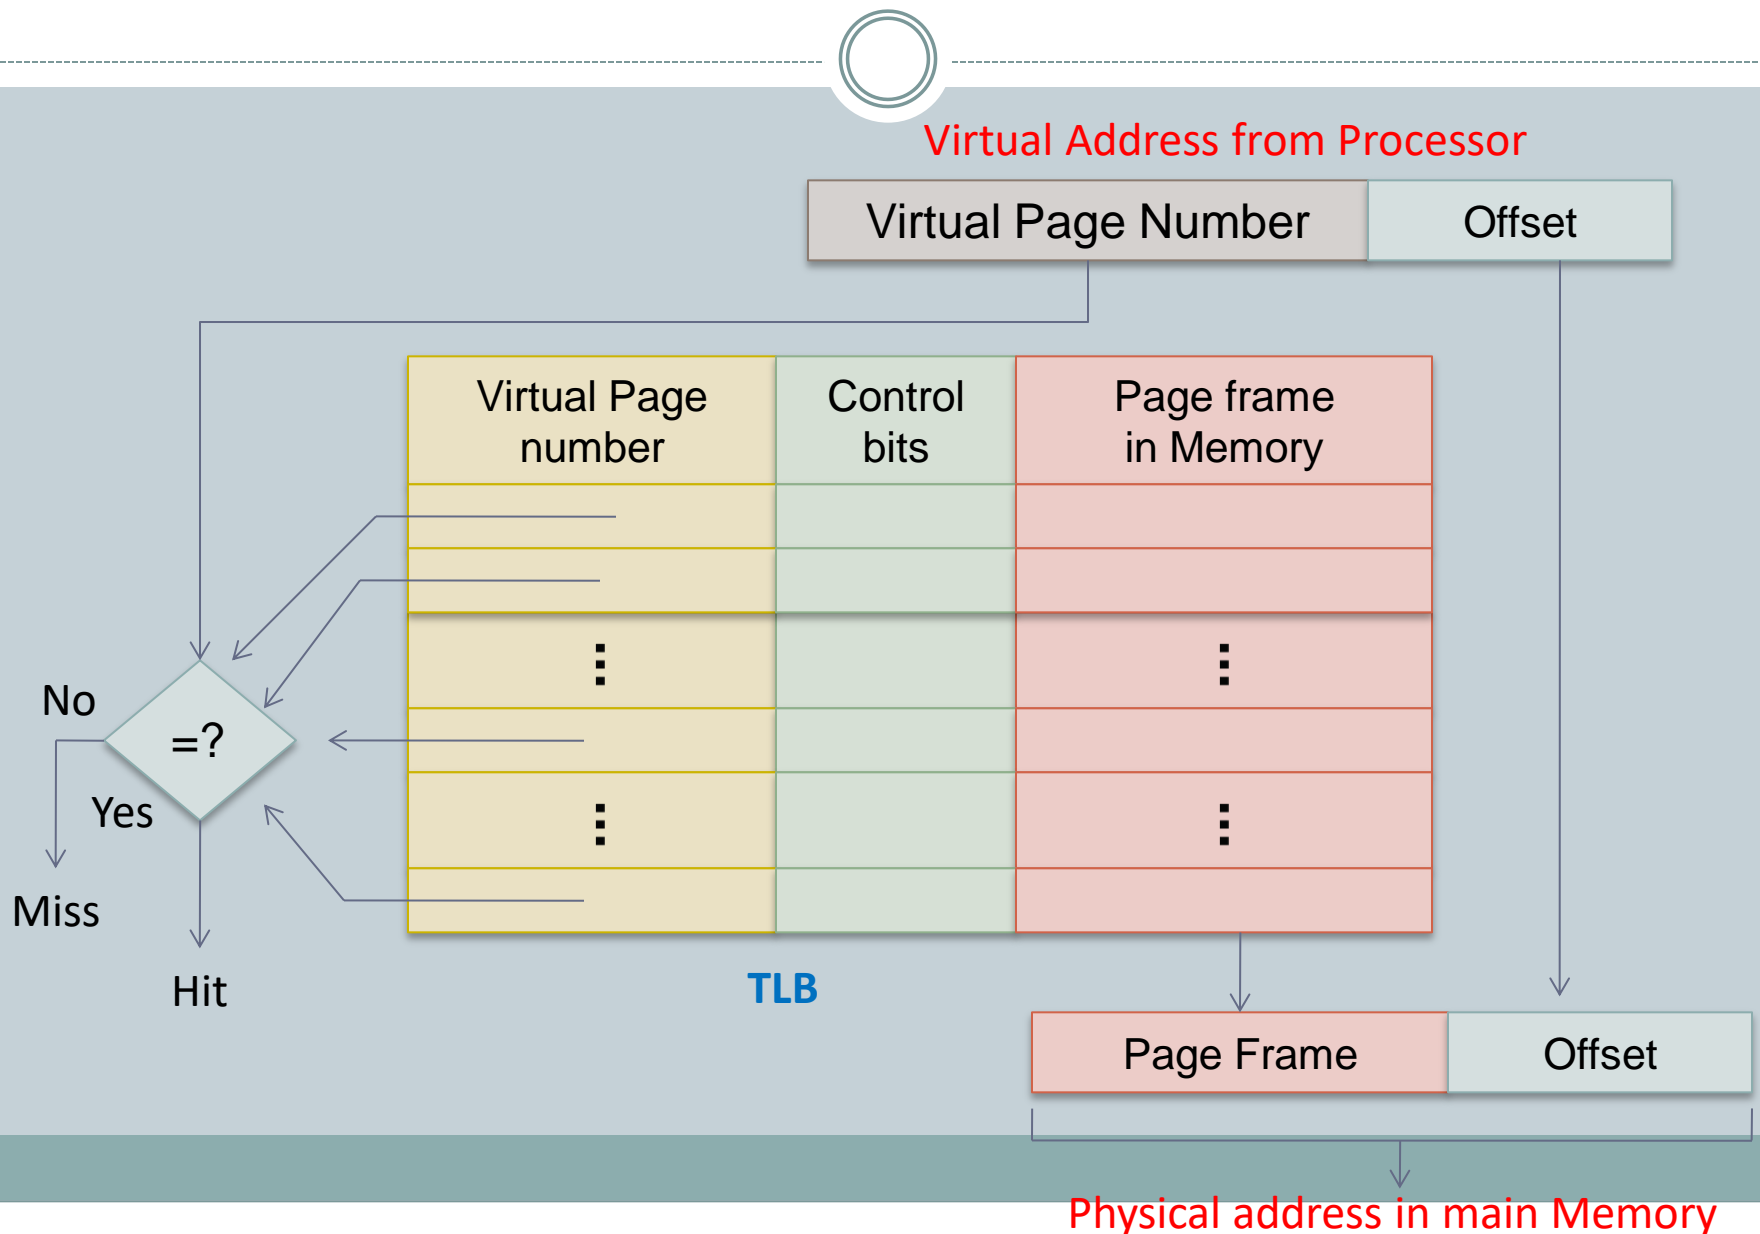 Virtual Address from Processor
Virtual Page Number
Offset
Virtual Page
number
Control
bits
Page frame
in Memory
No
=?
Yes
Miss
Hit
TLB
Page Frame
Offset
Physical address in main Memory